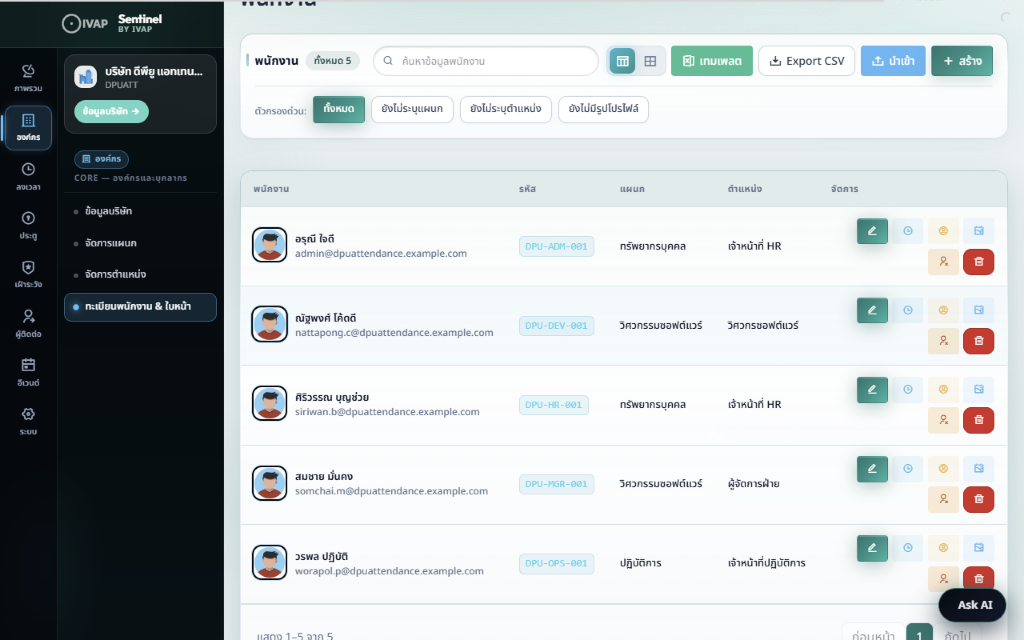 พนักงาน
IVAP
Sentinel
BY IVAP
ภาพรวม
องค์กร
ลงเวลา
ประตู
เฝ้าระวัง
ผู้ติดต่อ
อีเวนต์
ระบบ
บริษัท ดีพียู แอทเทน...
DPUATT
ข้อมูลบริษัท →
องค์กร
CORE — องค์กรและบุคลากร
ข้อมูลบริษัท
จัดการแผนก
จัดการตำแหน่ง
ทะเบียนพนักงาน & ใบหน้า
พนักงาน ทั้งหมด 5 ค้นหาข้อมูลพนักงาน เทมเพลต Export CSV นำเข้า + สร้าง
ตัวกรองด่วน: ทั้งหมด ยังไม่ระบุแผนก ยังไม่ระบุตำแหน่ง ยังไม่มีรูปโปรไฟล์
พนักงาน รหัส แผนก ตำแหน่ง จัดการ
อรุณี ใจดี
admin@dpuattendance.example.com
DPU-ADM-001 ทรัพยากรบุคคล เจ้าหน้าที่ HR
ณัฐพงศ์ โค้ดดี
nattapong.c@dpuattendance.example.com
DPU-DEV-001 วิศวกรรมซอฟต์แวร์ วิศวกรซอฟต์แวร์
ศิริวรรณ บุญช่วย
siriwan.b@dpuattendance.example.com
DPU-HR-001 ทรัพยากรบุคคล เจ้าหน้าที่ HR
สมชาย มั่นคง
somchai.m@dpuattendance.example.com
DPU-MGR-001 วิศวกรรมซอฟต์แวร์ ผู้จัดการฝ่าย
วรพล ปฏิบัติ
worapol.p@dpuattendance.example.com
DPU-OPS-001 ปฏิบัติการ เจ้าหน้าที่ปฏิบัติการ
Ask AI
แสดง 1–5 จาก 5 ก่อนหน้า 1 ถัดไป